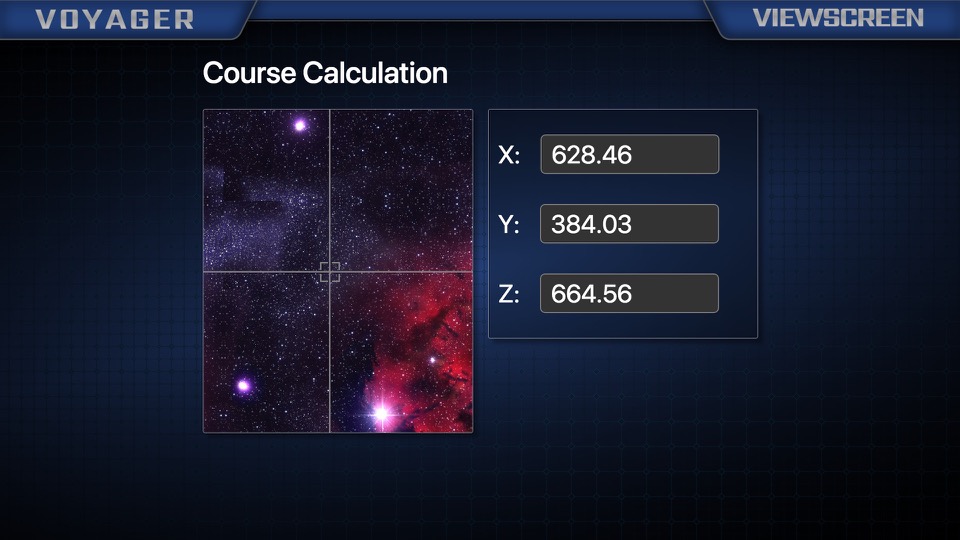 VOYAGER
VIEWSCREEN
Course Calculation
X: 628.46
Y: 384.03
Z: 664.56